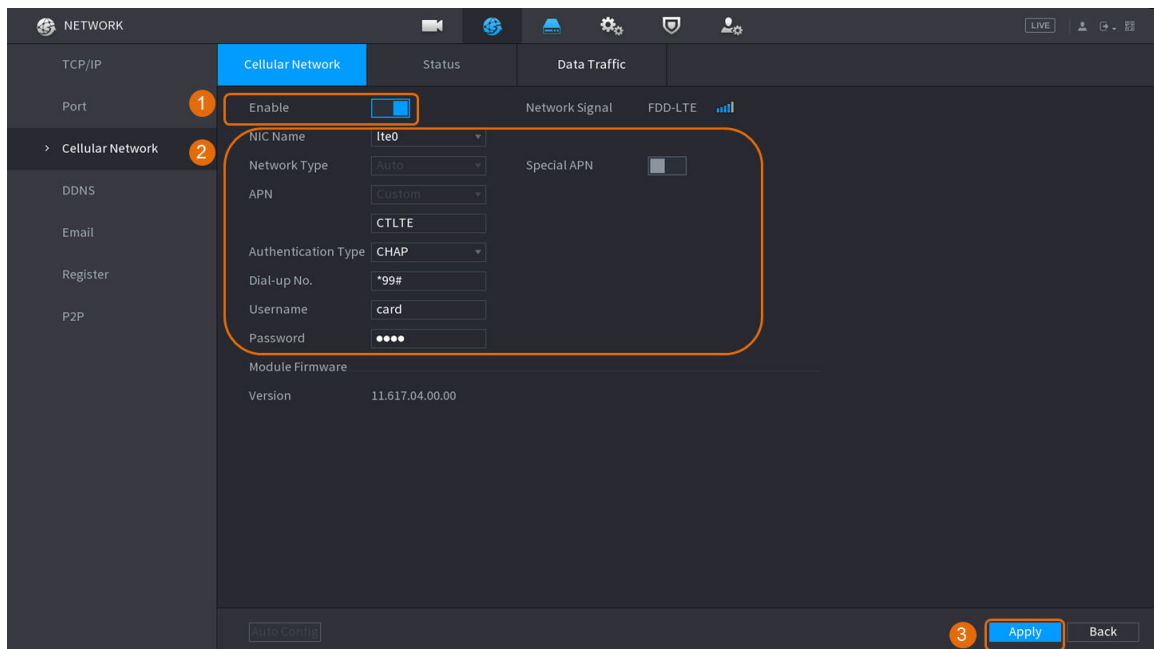 NETWORK
LIVE
TCP/IP
Port
Cellular Network
DDNS
Email
Register
P2P
Cellular Network Status Data Traffic
1
Enable Network Signal FDD-LTE
2
NIC Name lte0
Network Type Auto Special APN
APN Custom
CTLTE
Authentication Type CHAP
Dial-up No. *99#
Username card
Password ●●●●
Module Firmware
Version 11.617.04.00.00
Auto Config 3 Apply Back